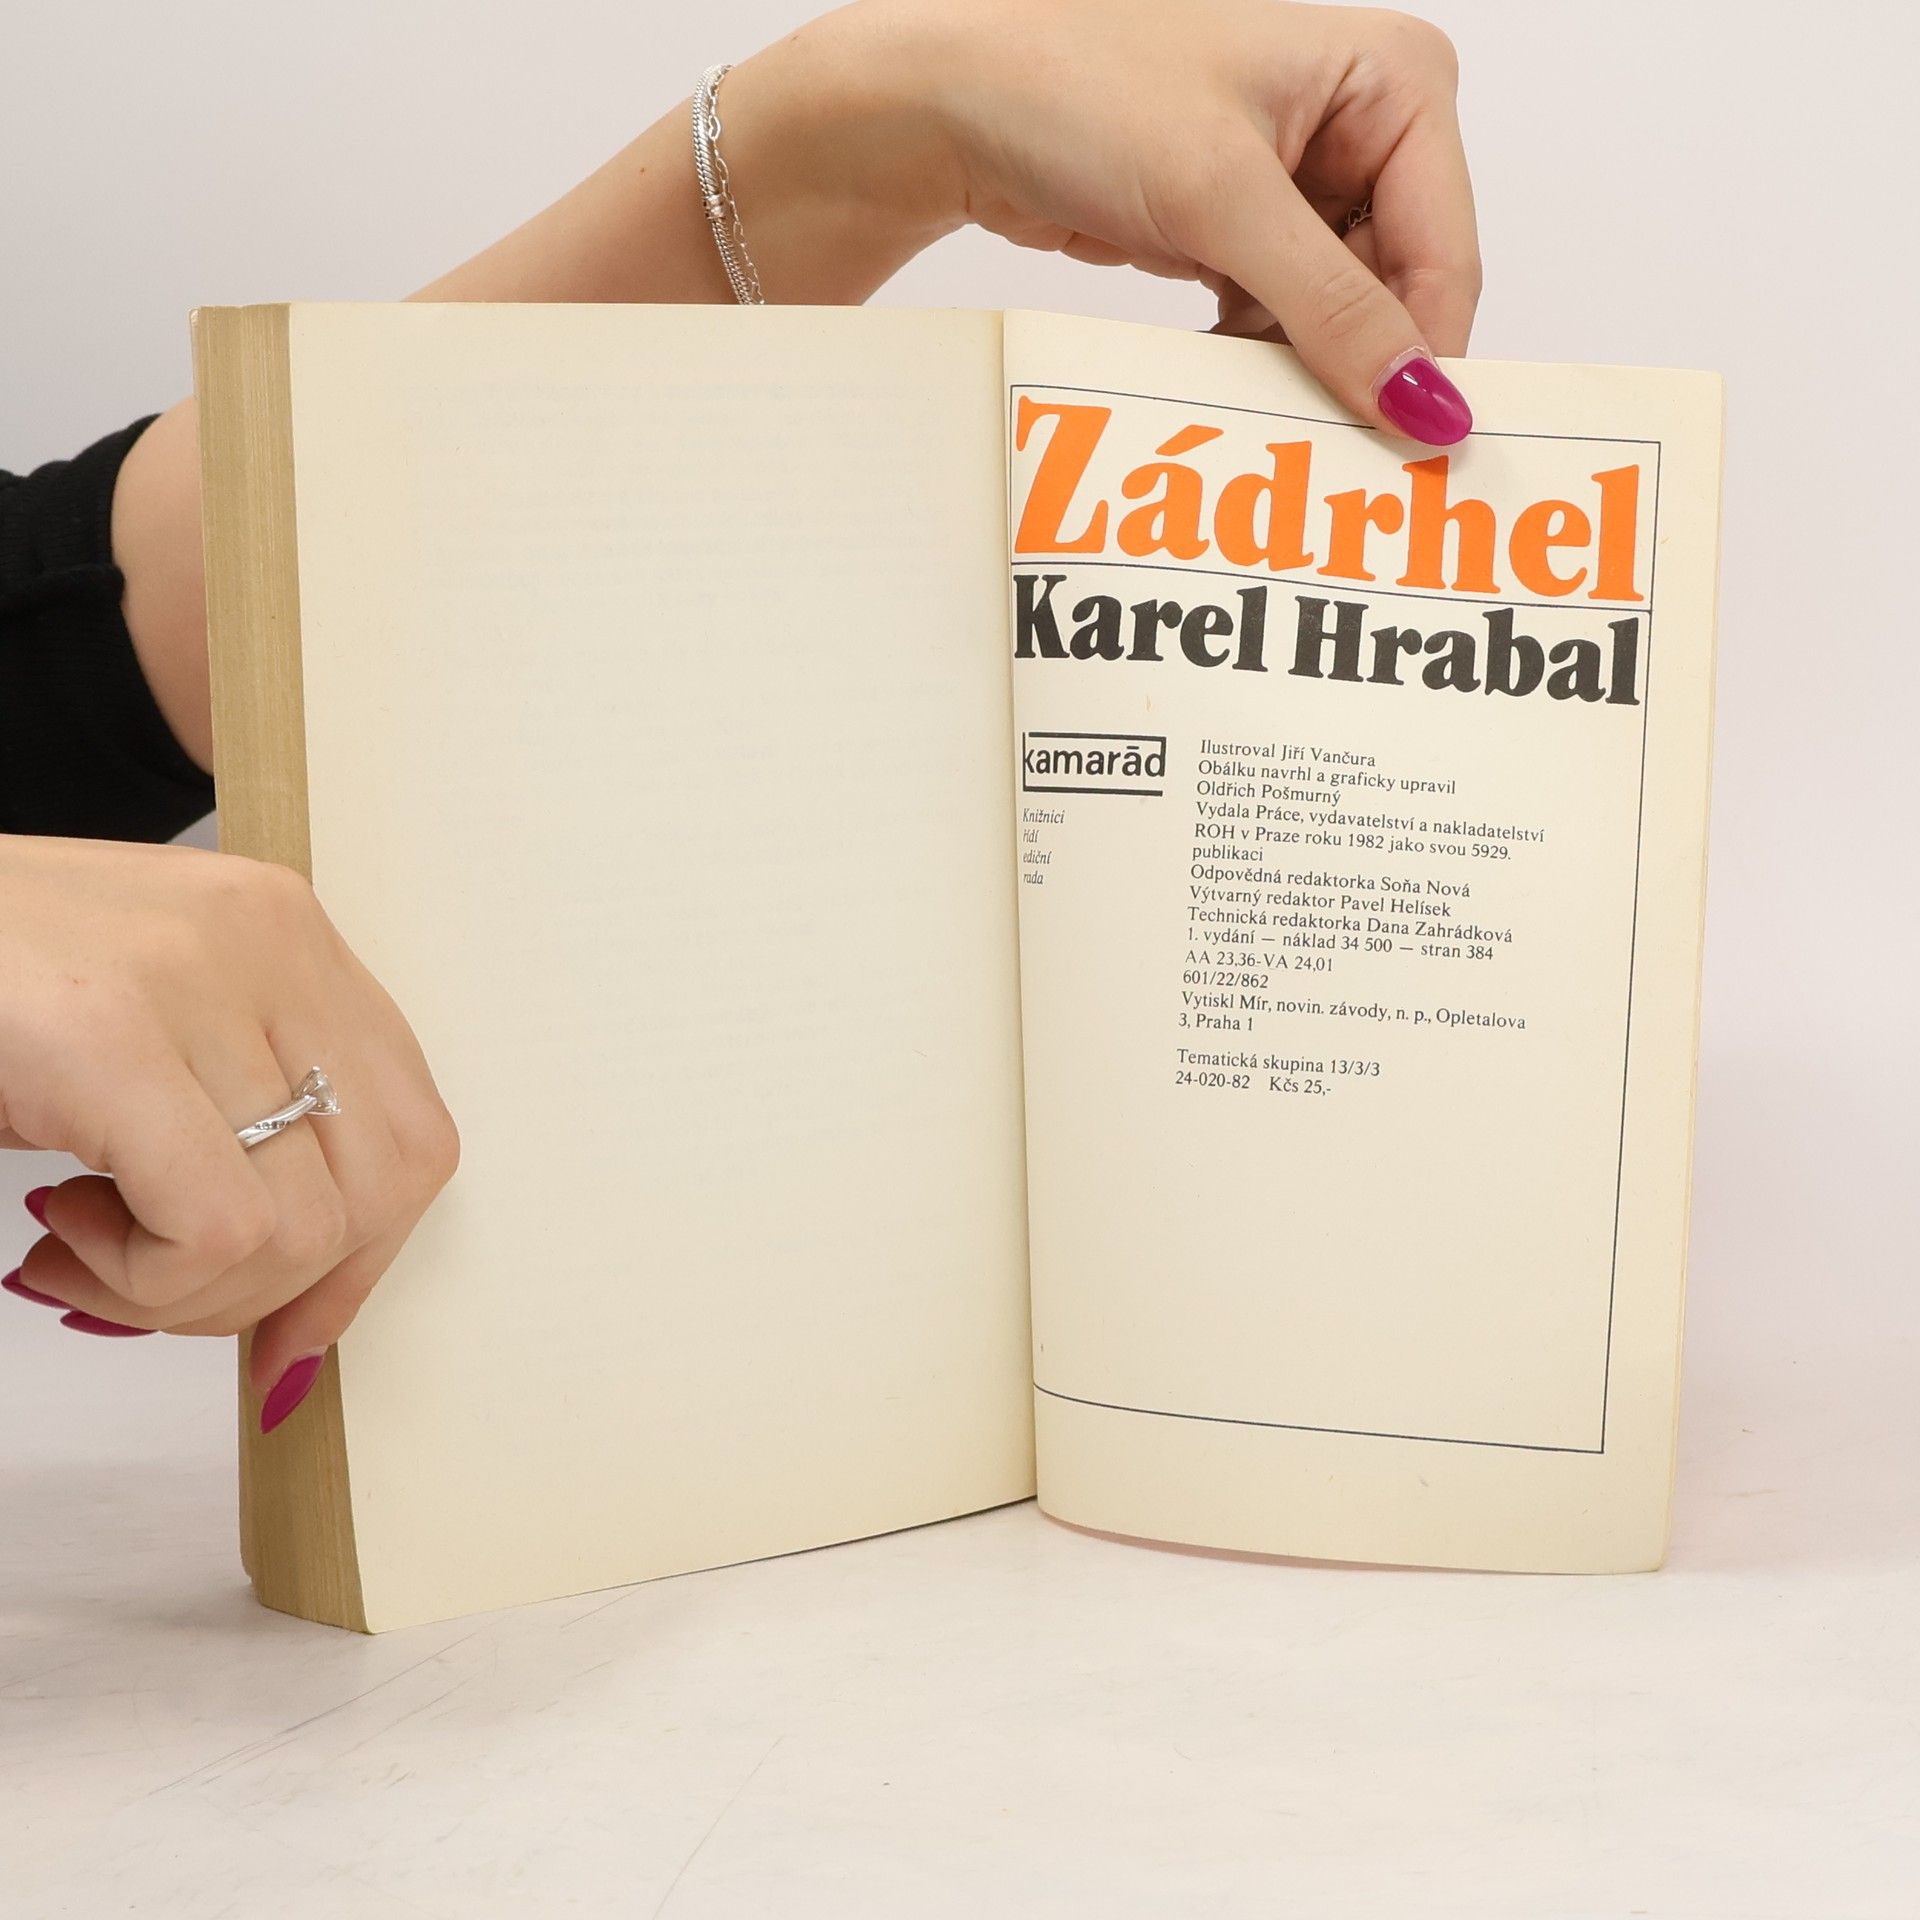 Zádrhel
Karel Hrabal
kamarād
Knižnici
řídí
ediční
rada
Ilustroval Jiří Vančura
Obálku navrhl a graficky upravil
Oldřich Pošmurný
Vydala Práce, vydavatelství a nakladatelství
ROH v Praze roku 1982 jako svou 5929.
publikaci
Odpovědná redaktorka Soňa Nová
Výtvarný redaktor Pavel Helísek
Technická redaktorka Dana Zahrádková
1. vydání — náklad 34 500 — stran 384
AA 23,36-VA 24,01
601/22/862
Vytiskl Mír, novin. závody, n. p., Opletalova
3, Praha 1
Tematická skupina 13/3/3
24-020-82 Kčs 25,-